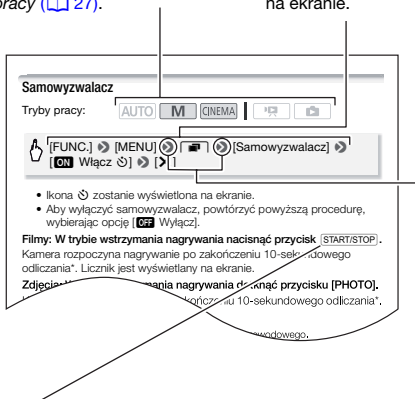 pracy (27).
na ekranie.
Samowyzwalacz
Tryby pracy: AUTO M CINEMA
[FUNC.] [MENU] [Samowyzwalacz]
[ON Włącz] [>]
• Ikona zostanie wyświetlona na ekranie.
• Aby wyłączyć samowyzwalacz, powtórzyć powyższą procedurę,
wybierając opcję [OFF Wyłącz].
Filmy: W trybie wstrzymania nagrywania nacisnąć przycisk START/STOP.
Kamera rozpoczyna nagrywanie po zakończeniu 10-sekundowego
odliczania*. Licznik jest wyświetlany na ekranie.
Zdjęcia: nagrywania dotknąć przycisku [PHOTO].
10-sekundowego odliczania*.